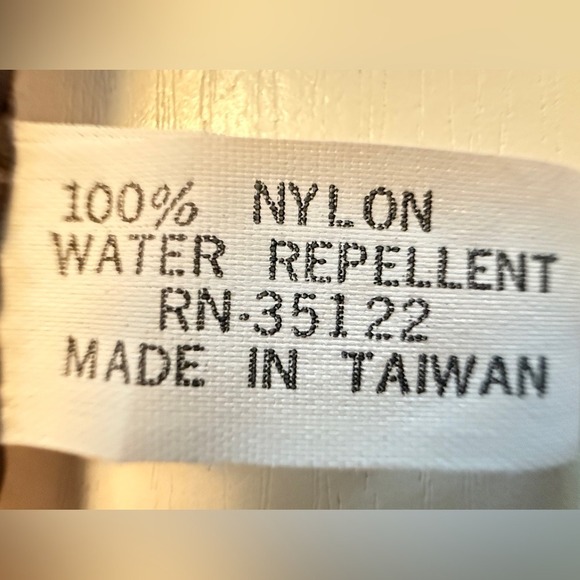 100% NYLON
WATER REPELLENT
RN-35122
MADE IN TAIWAN